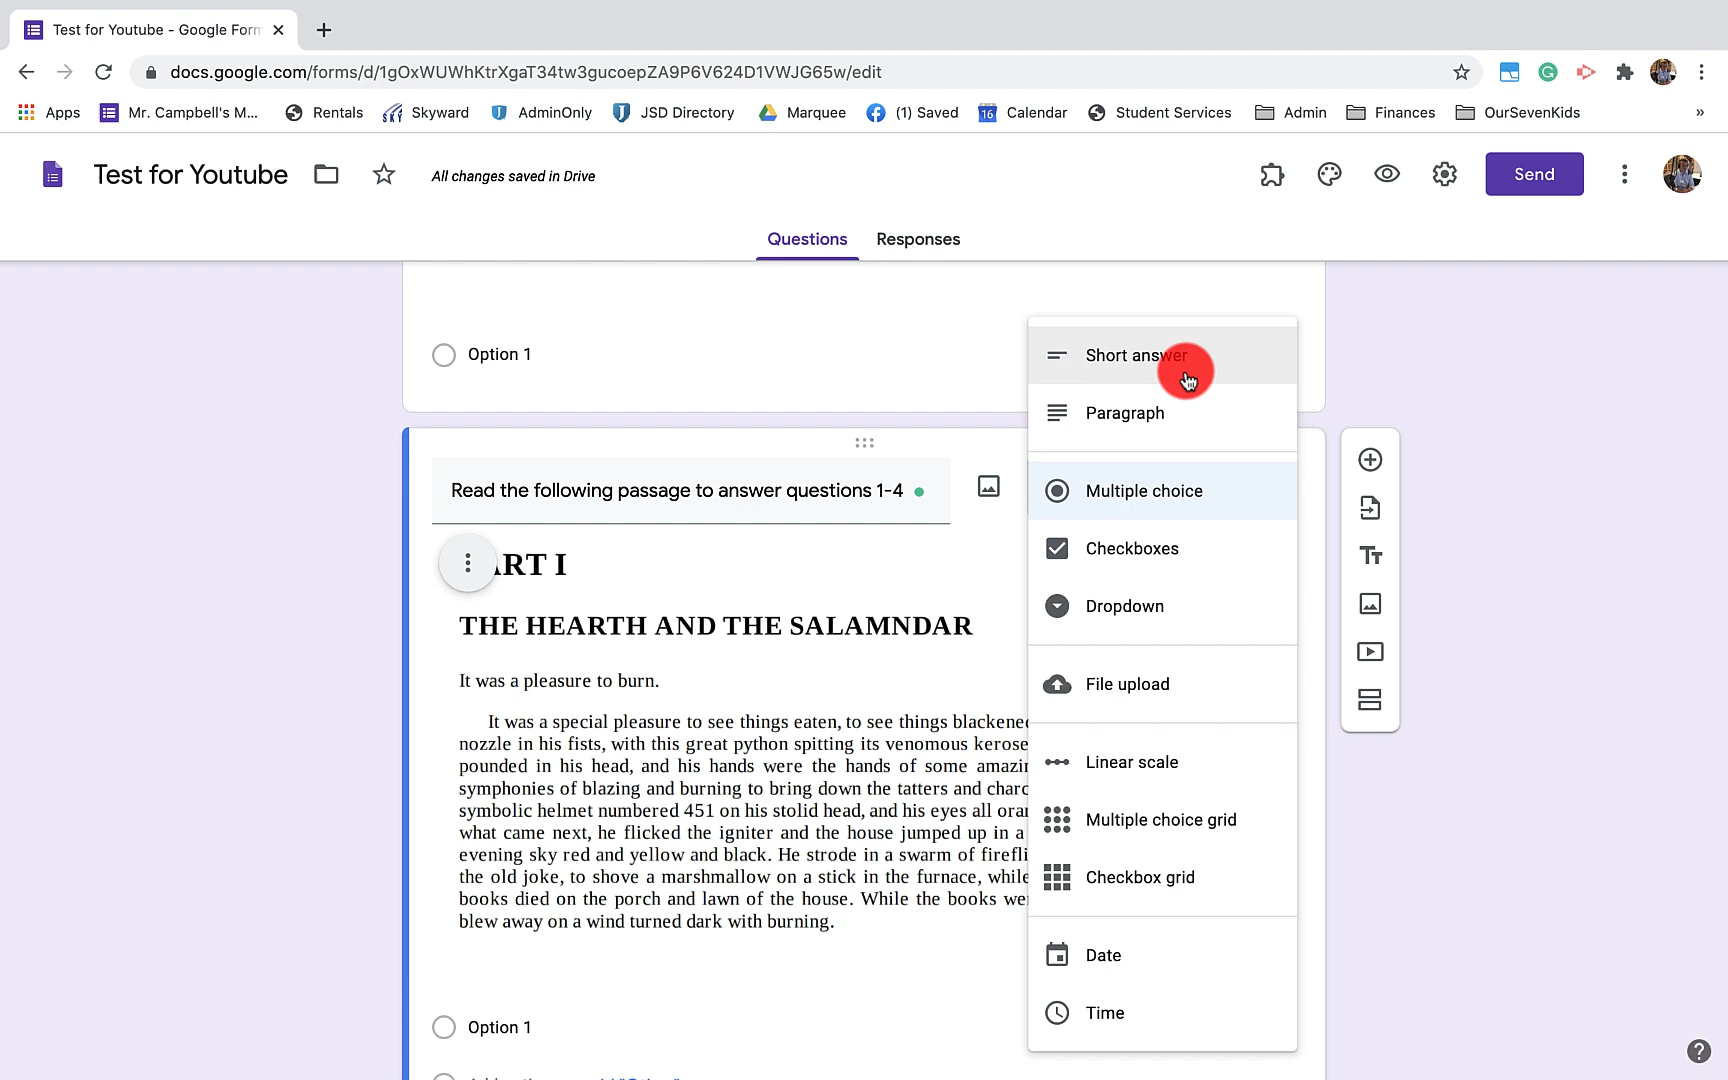 Test for Youtube - Google Form
docs.google.com/forms/d/1gOxWUWhKtrXgaT34tw3gucoepZA9P6V624D1VWJG65w/edit
Apps
Mr. Campbell's M...
Rentals
Skyward
AdminOnly
JSD Directory
Marquee
(1) Saved
16
Calendar
Student Services
Admin
Finances
OurSevenKids
»
Test for Youtube
All changes saved in Drive
Send
Questions
Responses
Option 1
Read the following passage to answer questions 1-4
ART I
THE HEARTH AND THE SALAMNDAR
It was a pleasure to burn.
It was a special pleasure to see things eaten, to see things blackened
nozzle in his fists, with this great python spitting its venomous kerose
pounded in his head, and his hands were the hands of some amazin
symphonies of blazing and burning to bring down the tatters and charc
symbolic helmet numbered 451 on his stolid head, and his eyes all oran
what came next, he flicked the igniter and the house jumped up in a
evening sky red and yellow and black. He strode in a swarm of firefli
the old joke, to shove a marshmallow on a stick in the furnace, while
books died on the porch and lawn of the house. While the books we
blew away on a wind turned dark with burning.
Option 1
Short answer
Paragraph
Multiple choice
Checkboxes
Dropdown
File upload
Linear scale
Multiple choice grid
Checkbox grid
Date
Time
Tt